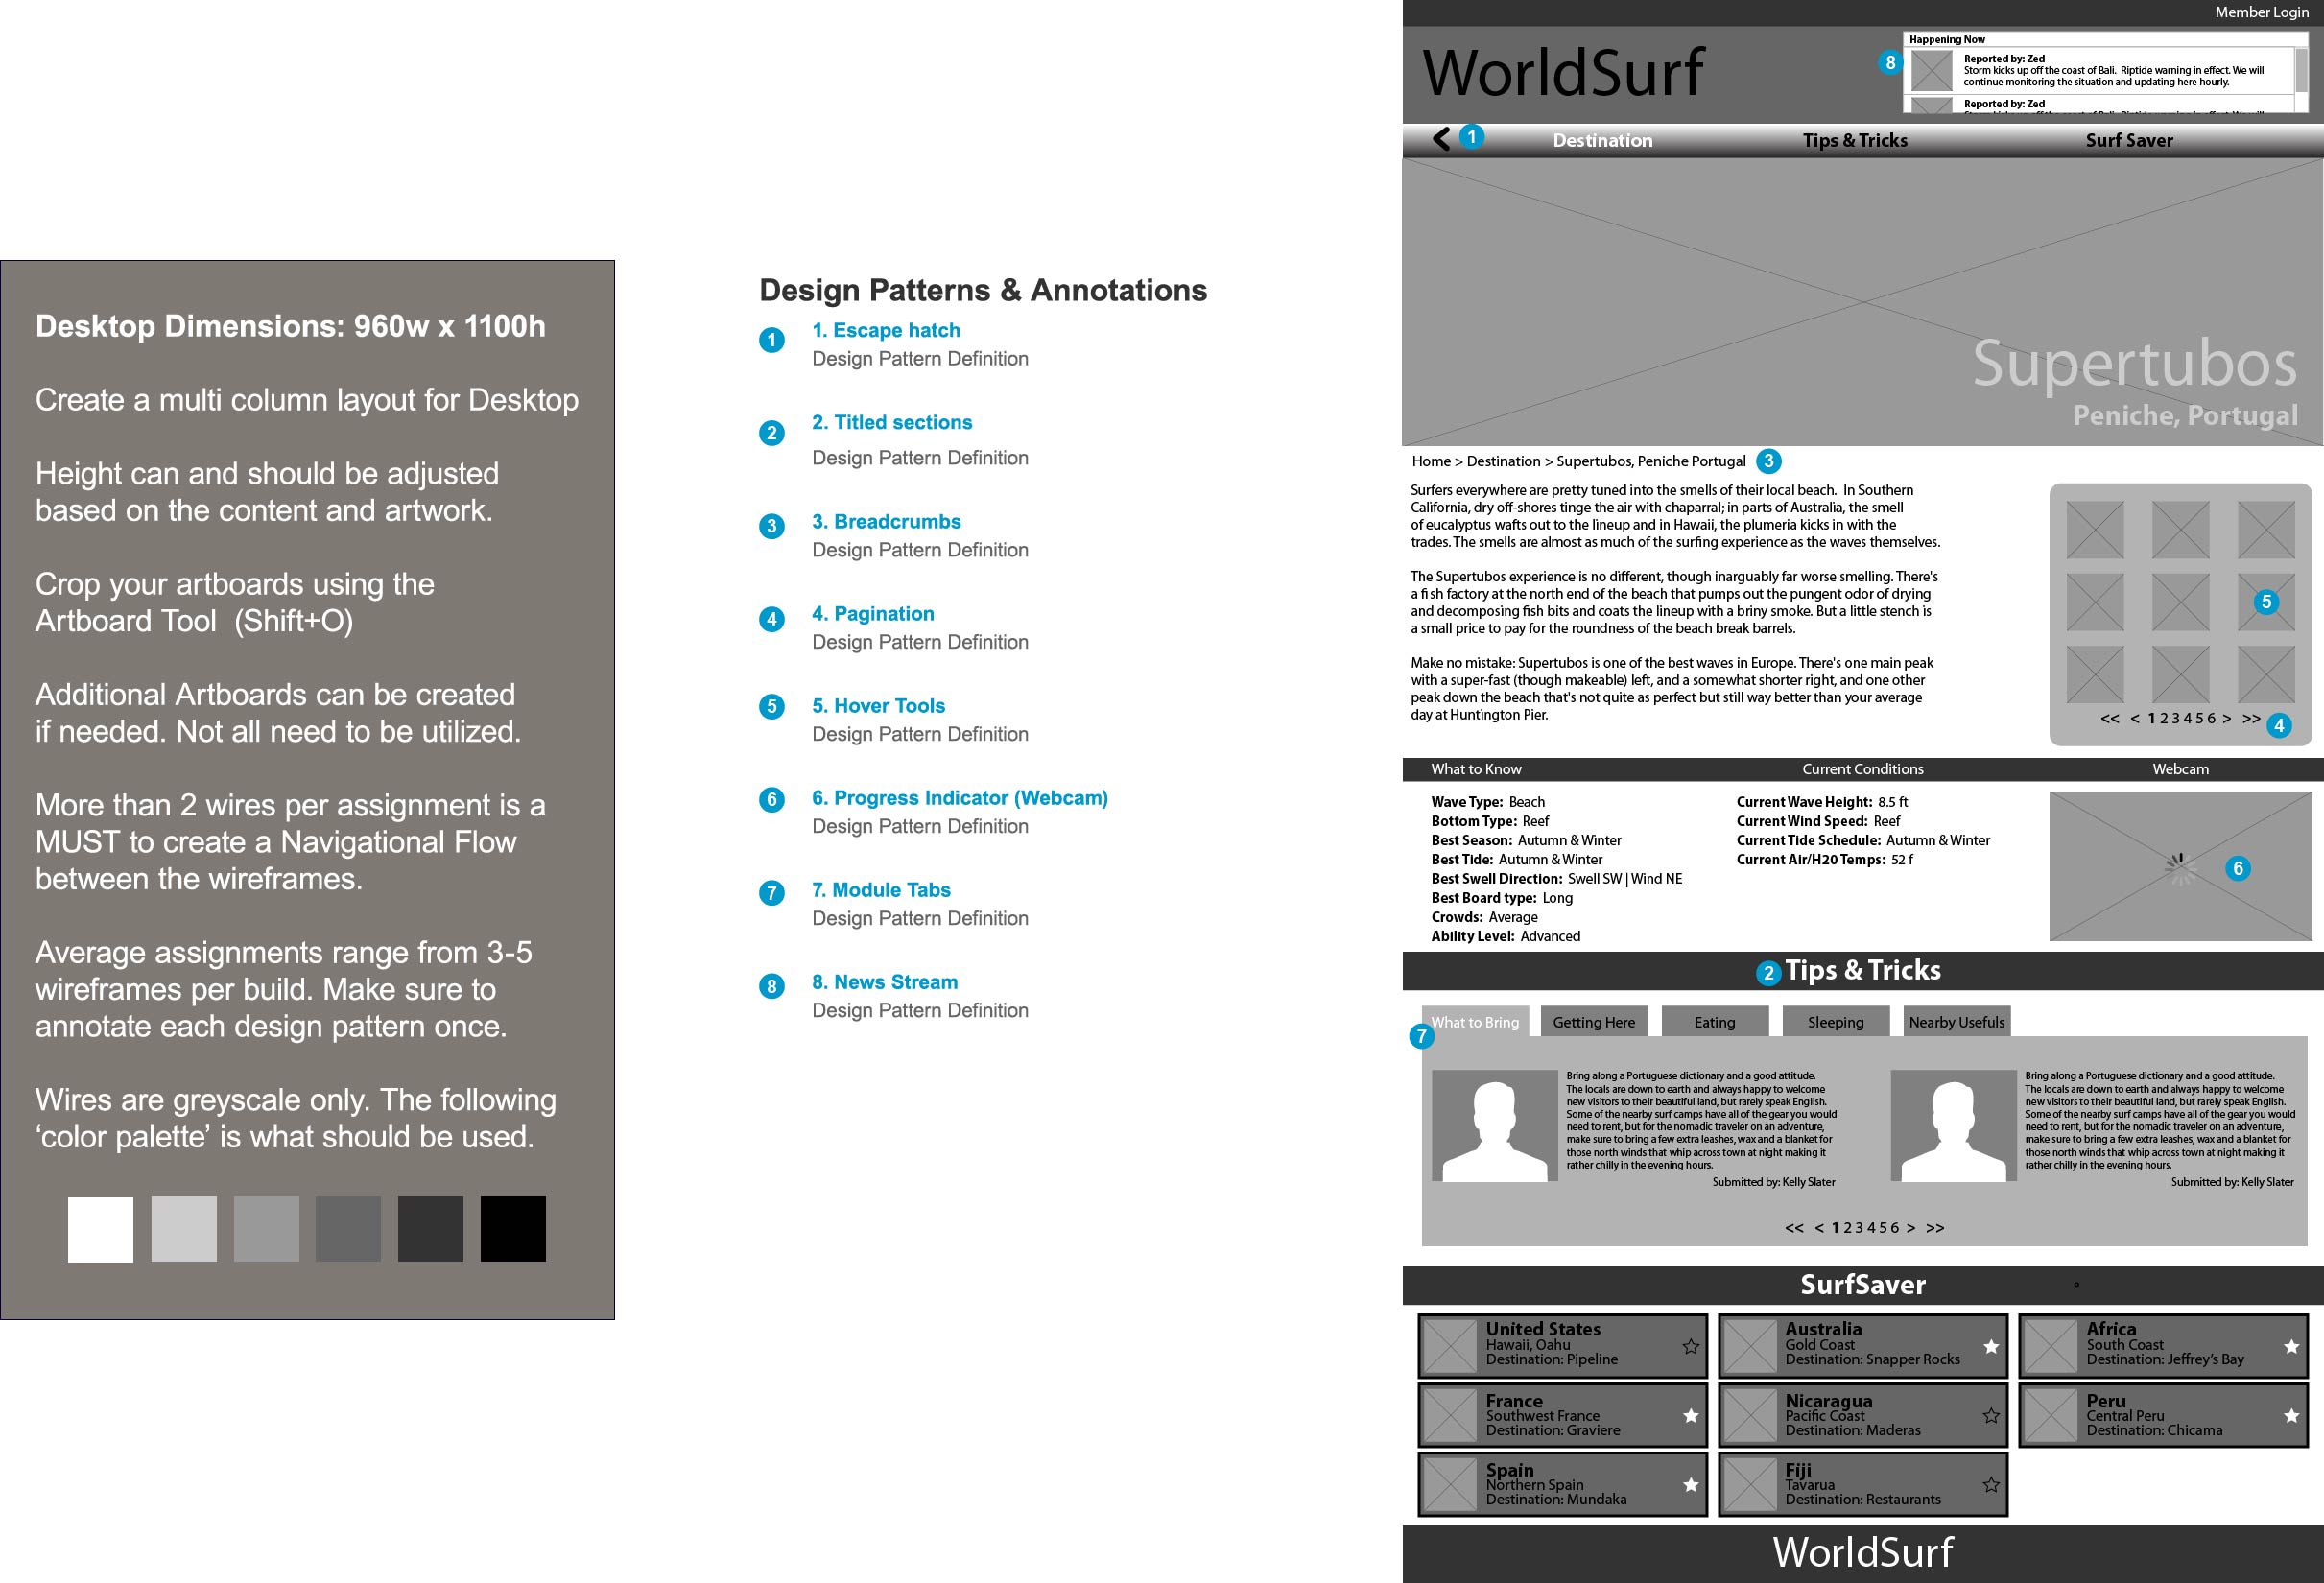 Desktop Dimensions: 960w x 1100h
Create a multi column layout for Desktop
Height can and should be adjusted
based on the content and artwork.
Crop your artboards using the
Artboard Tool  (Shift+O)
Additional Artboards can be created
if needed. Not all need to be utilized.
More than 2 wires per assignment is a
MUST to create a Navigational Flow
between the wireframes.
Average assignments range from 3-5
wireframes per build. Make sure to
annotate each design pattern once.
Wires are greyscale only. The following
‘color palette’ is what should be used.
Design Patterns & Annotations
1 1. Escape hatch
Design Pattern Definition
2 2. Titled sections
Design Pattern Definition
3 3. Breadcrumbs
Design Pattern Definition
4 4. Pagination
Design Pattern Definition
5 5. Hover Tools
Design Pattern Definition
6 6. Progress Indicator (Webcam)
Design Pattern Definition
7 7. Module Tabs
Design Pattern Definition
8 8. News Stream
Design Pattern Definition
Member Login
WorldSurf
8
Happening Now
Reported by: Zed
Storm kicks up off the coast of Bali.  Riptide warning in effect. We will
continue monitoring the situation and updating here hourly.
Reported by: Zed
< 1 Destination Tips & Tricks Surf Saver
Supertubos
Peniche, Portugal
Home > Destination > Supertubos, Peniche Portugal 3
Surfers everywhere are pretty tuned into the smells of their local beach.  In Southern
California, dry off-shores tinge the air with chaparral; in parts of Australia, the smell
of eucalyptus wafts out to the lineup and in Hawaii, the plumeria kicks in with the
trades. The smells are almost as much of the surfing experience as the waves themselves.
The Supertubos experience is no different, though inarguably far worse smelling. There's
a fish factory at the north end of the beach that pumps out the pungent odor of drying
and decomposing fish bits and coats the lineup with a briny smoke. But a little stench is
a small price to pay for the roundness of the beach break barrels.
Make no mistake: Supertubos is one of the best waves in Europe. There's one main peak
with a super-fast (though makeable) left, and a somewhat shorter right, and one other
peak down the beach that's not quite as perfect but still way better than your average
day at Huntington Pier.
5
<< < 1 2 3 4 5 6 > >> 4
What to Know
Wave Type:  Beach
Bottom Type:  Reef
Best Season:  Autumn & Winter
Best Tide:  Autumn & Winter
Best Swell Direction:  Swell SW | Wind NE
Best Board type:  Long
Crowds:  Average
Ability Level:  Advanced
Current Conditions
Current Wave Height:  8.5 ft
Current Wind Speed:  Reef
Current Tide Schedule:  Autumn & Winter
Current Air/H20 Temps:  52 f
Webcam
6
2 Tips & Tricks
What to Bring Getting Here Eating Sleeping Nearby Usefuls
7
Bring along a Portuguese dictionary and a good attitude.
The locals are down to earth and always happy to welcome
new visitors to their beautiful land, but rarely speak English.
Some of the nearby surf camps have all of the gear you would
need to rent, but for the nomadic traveler on an adventure,
make sure to bring a few extra leashes, wax and a blanket for
those north winds that whip across town at night making it
rather chilly in the evening hours.
Submitted by: Kelly Slater
Bring along a Portuguese dictionary and a good attitude.
The locals are down to earth and always happy to welcome
new visitors to their beautiful land, but rarely speak English.
Some of the nearby surf camps have all of the gear you would
need to rent, but for the nomadic traveler on an adventure,
make sure to bring a few extra leashes, wax and a blanket for
those north winds that whip across town at night making it
rather chilly in the evening hours.
Submitted by: Kelly Slater
<< < 1 2 3 4 5 6 > >>
SurfSaver
United States
Hawaii, Oahu
Destination: Pipeline
Australia
Gold Coast
Destination: Snapper Rocks
Africa
South Coast
Destination: Jeffrey’s Bay
France
Southwest France
Destination: Graviere
Nicaragua
Pacific Coast
Destination: Maderas
Peru
Central Peru
Destination: Chicama
Spain
Northern Spain
Destination: Mundaka
Fiji
Tavarua
Destination: Restaurants
WorldSurf